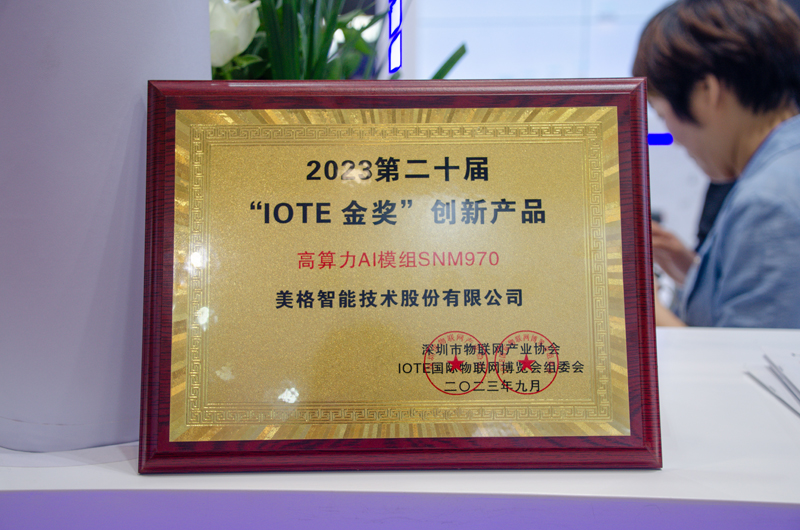 2023第二十届
“IOTE 金奖”创新产品
高算力AI模组SNM970
美格智能技术股份有限公司
深圳市物联网产业协会
IOTE国际物联网博览会组委会
二〇二三年九月